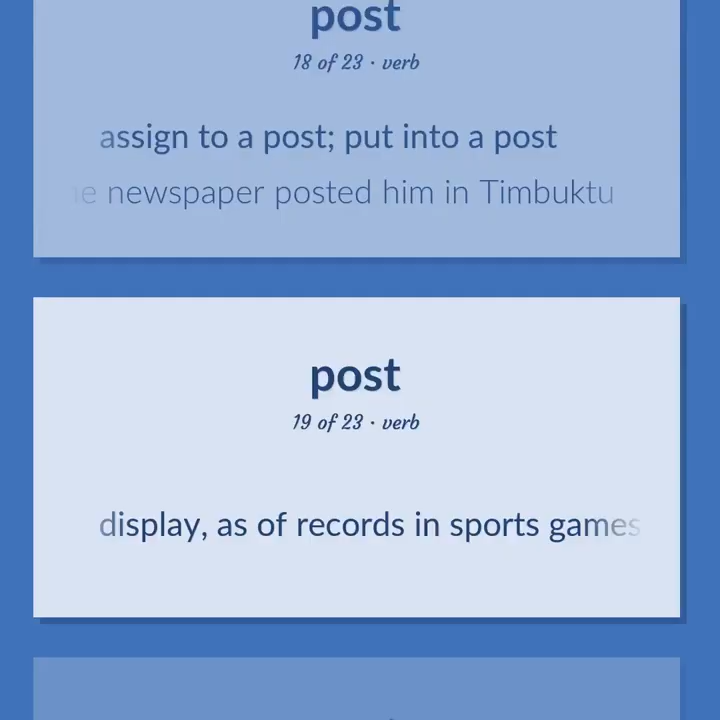 post
18 of 23 · verb
assign to a post; put into a post
newspaper posted him in Timbuktu
post
19 of 23 · verb
display, as of records in sports games